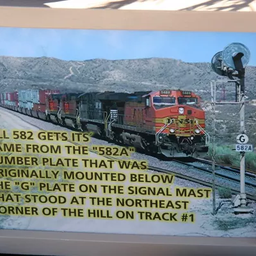 LL 582 GETS ITS
AME FROM THE "582A"
UMBER PLATE THAT WAS
RIGINALLY MOUNTED BELOW
HE "G" PLATE ON THE SIGNAL MAST
HAT STOOD AT THE NORTHEAST
ORNER OF THE HILL ON TRACK #1
G
582A